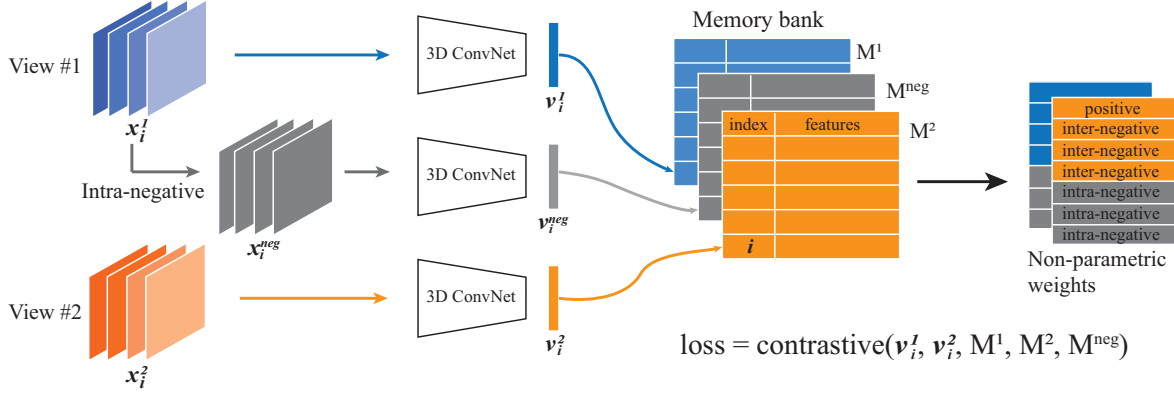 View #1
x_i^1
3D ConvNet
v_i^1
Intra-negative
x_i^neg
3D ConvNet
v_i^neg
View #2
x_i^2
3D ConvNet
v_i^2
Memory bank
M^1
M^neg
M^2
index features
i
positive
inter-negative
inter-negative
inter-negative
intra-negative
intra-negative
intra-negative
Non-parametric
weights
loss = contrastive(v_i^1, v_i^2, M^1, M^2, M^neg)